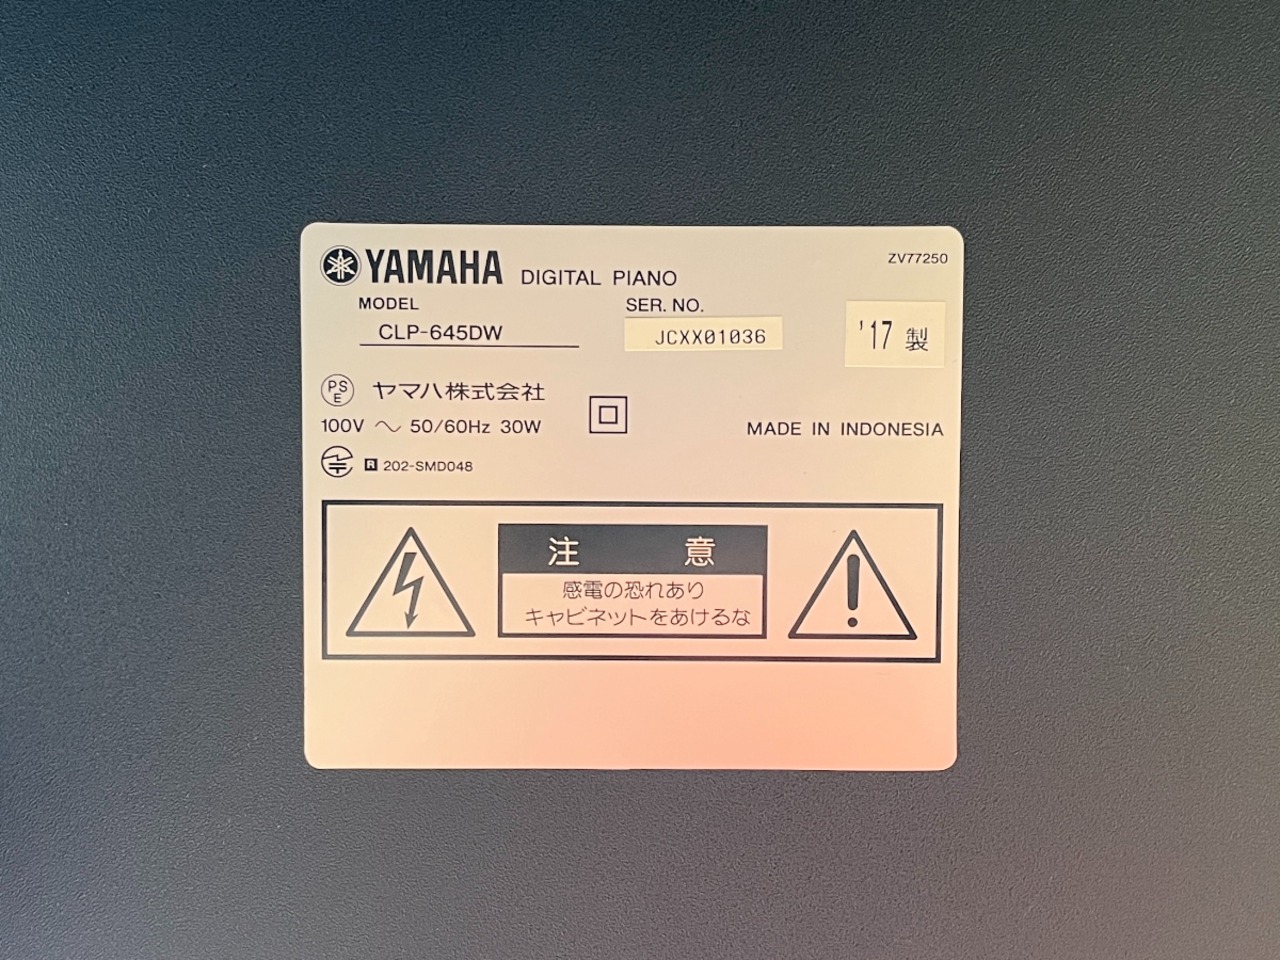 YAMAHA DIGITAL PIANO
ZV77250
MODEL
CLP-645DW
SER. NO.
JCXX01036
'17 製
PSE ヤマハ株式会社
100V ～ 50/60Hz 30W
MADE IN INDONESIA
R 202-SMD048
注意
感電の恐れあり
キャビネットをあけるな